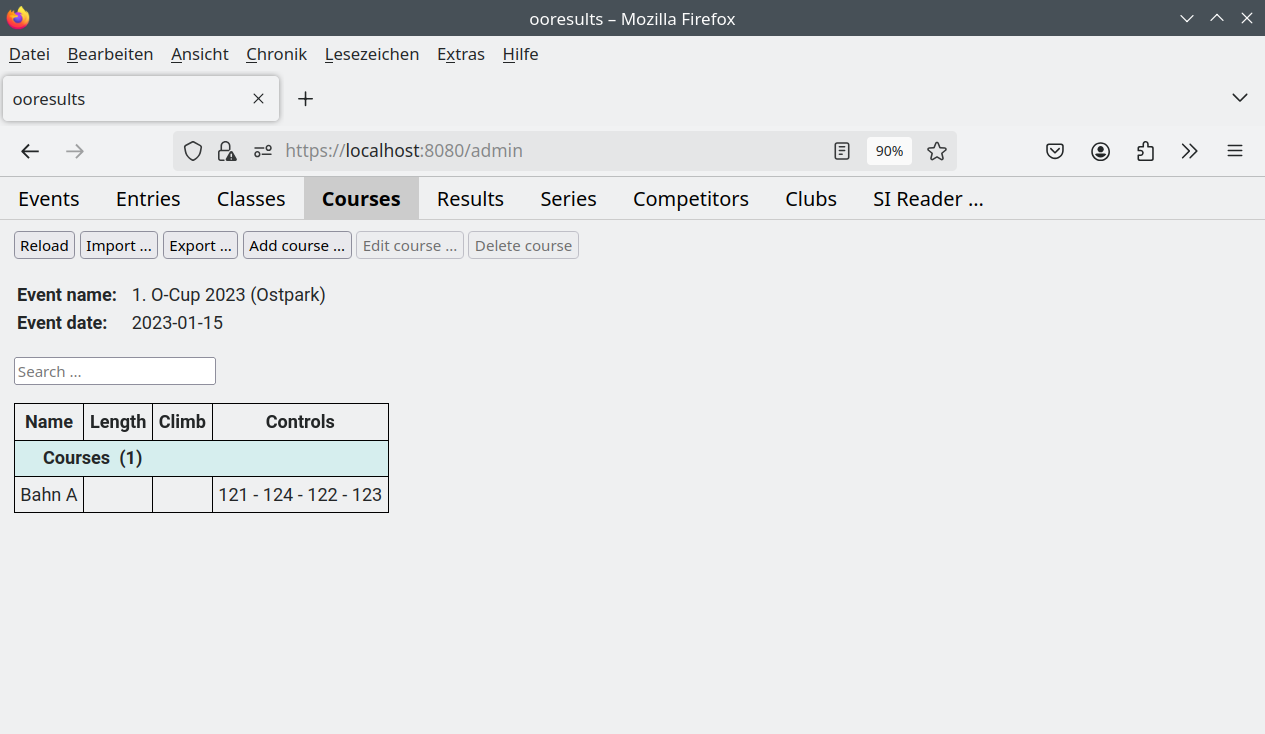 ooresults – Mozilla Firefox
Datei Bearbeiten Ansicht Chronik Lesezeichen Extras Hilfe
ooresults
https://localhost:8080/admin 90%
Events Entries Classes Courses Results Series Competitors Clubs SI Reader ...
Reload Import ... Export ... Add course ... Edit course ... Delete course
Event name: 1. O-Cup 2023 (Ostpark)
Event date: 2023-01-15
Search ...
Name Length Climb Controls
Courses (1)
Bahn A 121 - 124 - 122 - 123